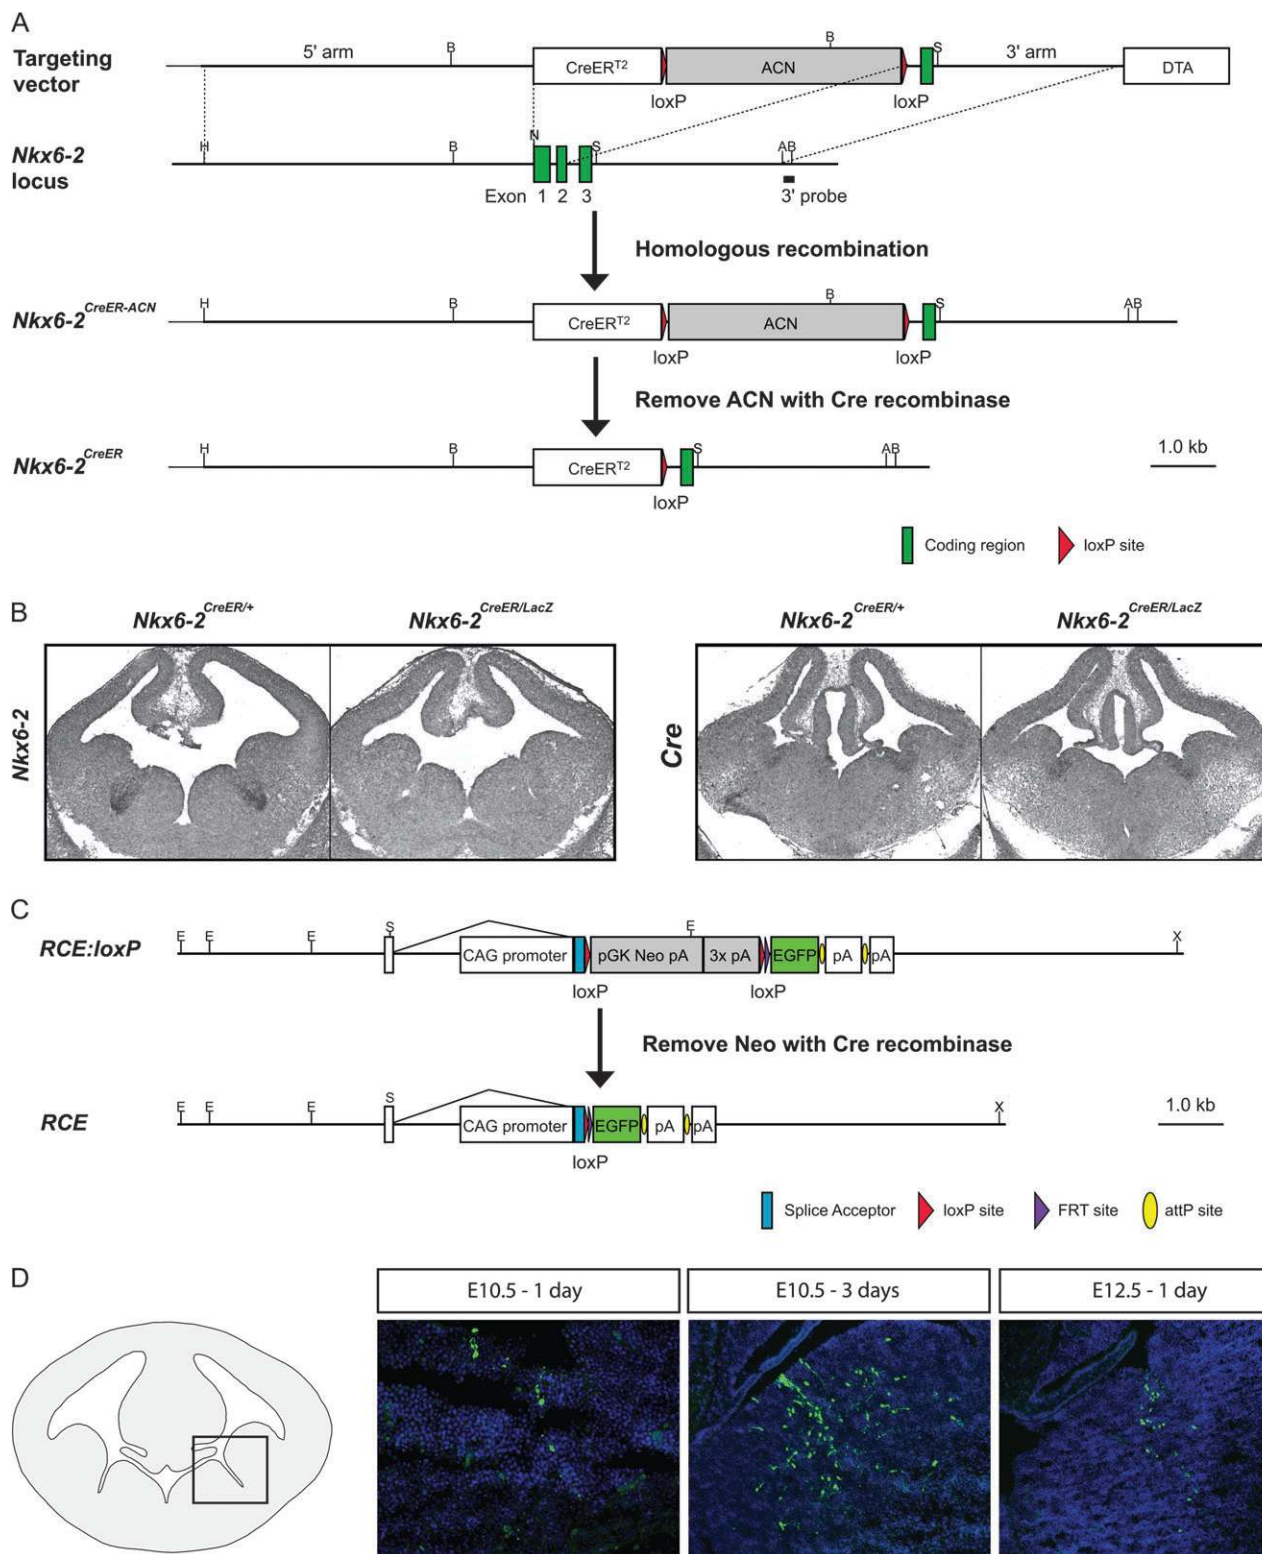 A
Targeting
vector
5' arm
B
CreERT2
ACN
B
S
3' arm
DTA
loxP
loxP
Nkx6-2
locus
H
B
N
S
AB
Exon 1 2 3
3' probe
Homologous recombination
Nkx6-2CreER-ACN
H
B
CreERT2
ACN
B
S
AB
loxP
loxP
Remove ACN with Cre recombinase
Nkx6-2CreER
H
B
CreERT2
S
AB
1.0 kb
loxP
Coding region
loxP site
B
Nkx6-2CreER/+
Nkx6-2CreER/LacZ
Nkx6-2CreER/+
Nkx6-2CreER/LacZ
Nkx6-2
Cre
C
RCE:loxP
E
E
E
S
CAG promoter
E
pGK Neo pA
3x pA
EGFP
pA
pA
X
loxP
loxP
Remove Neo with Cre recombinase
RCE
E
E
E
S
CAG promoter
EGFP
pA
pA
X
1.0 kb
loxP
Splice Acceptor
loxP site
FRT site
attP site
D
E10.5 - 1 day
E10.5 - 3 days
E12.5 - 1 day